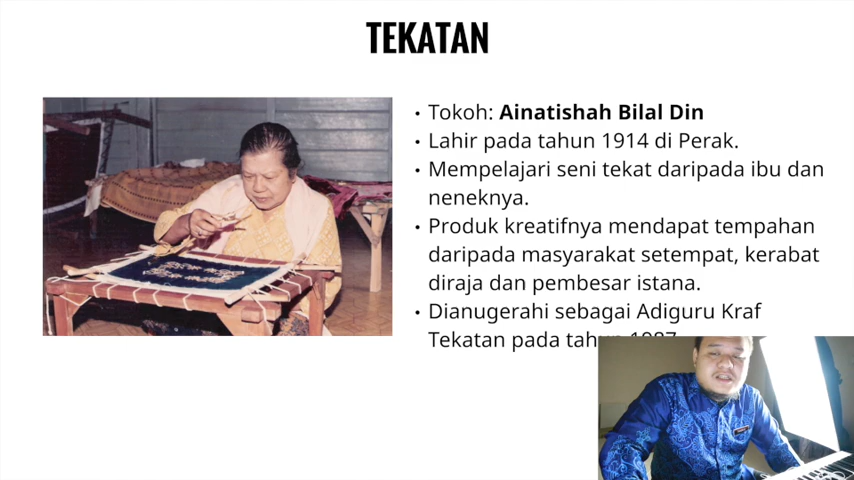 TEKATAN
• Tokoh: Ainatishah Bilal Din
• Lahir pada tahun 1914 di Perak.
• Mempelajari seni tekat daripada ibu dan
neneknya.
• Produk kreatifnya mendapat tempahan
daripada masyarakat setempat, kerabat
diraja dan pembesar istana.
• Dianugerahi sebagai Adiguru Kraf
Tekatan pada